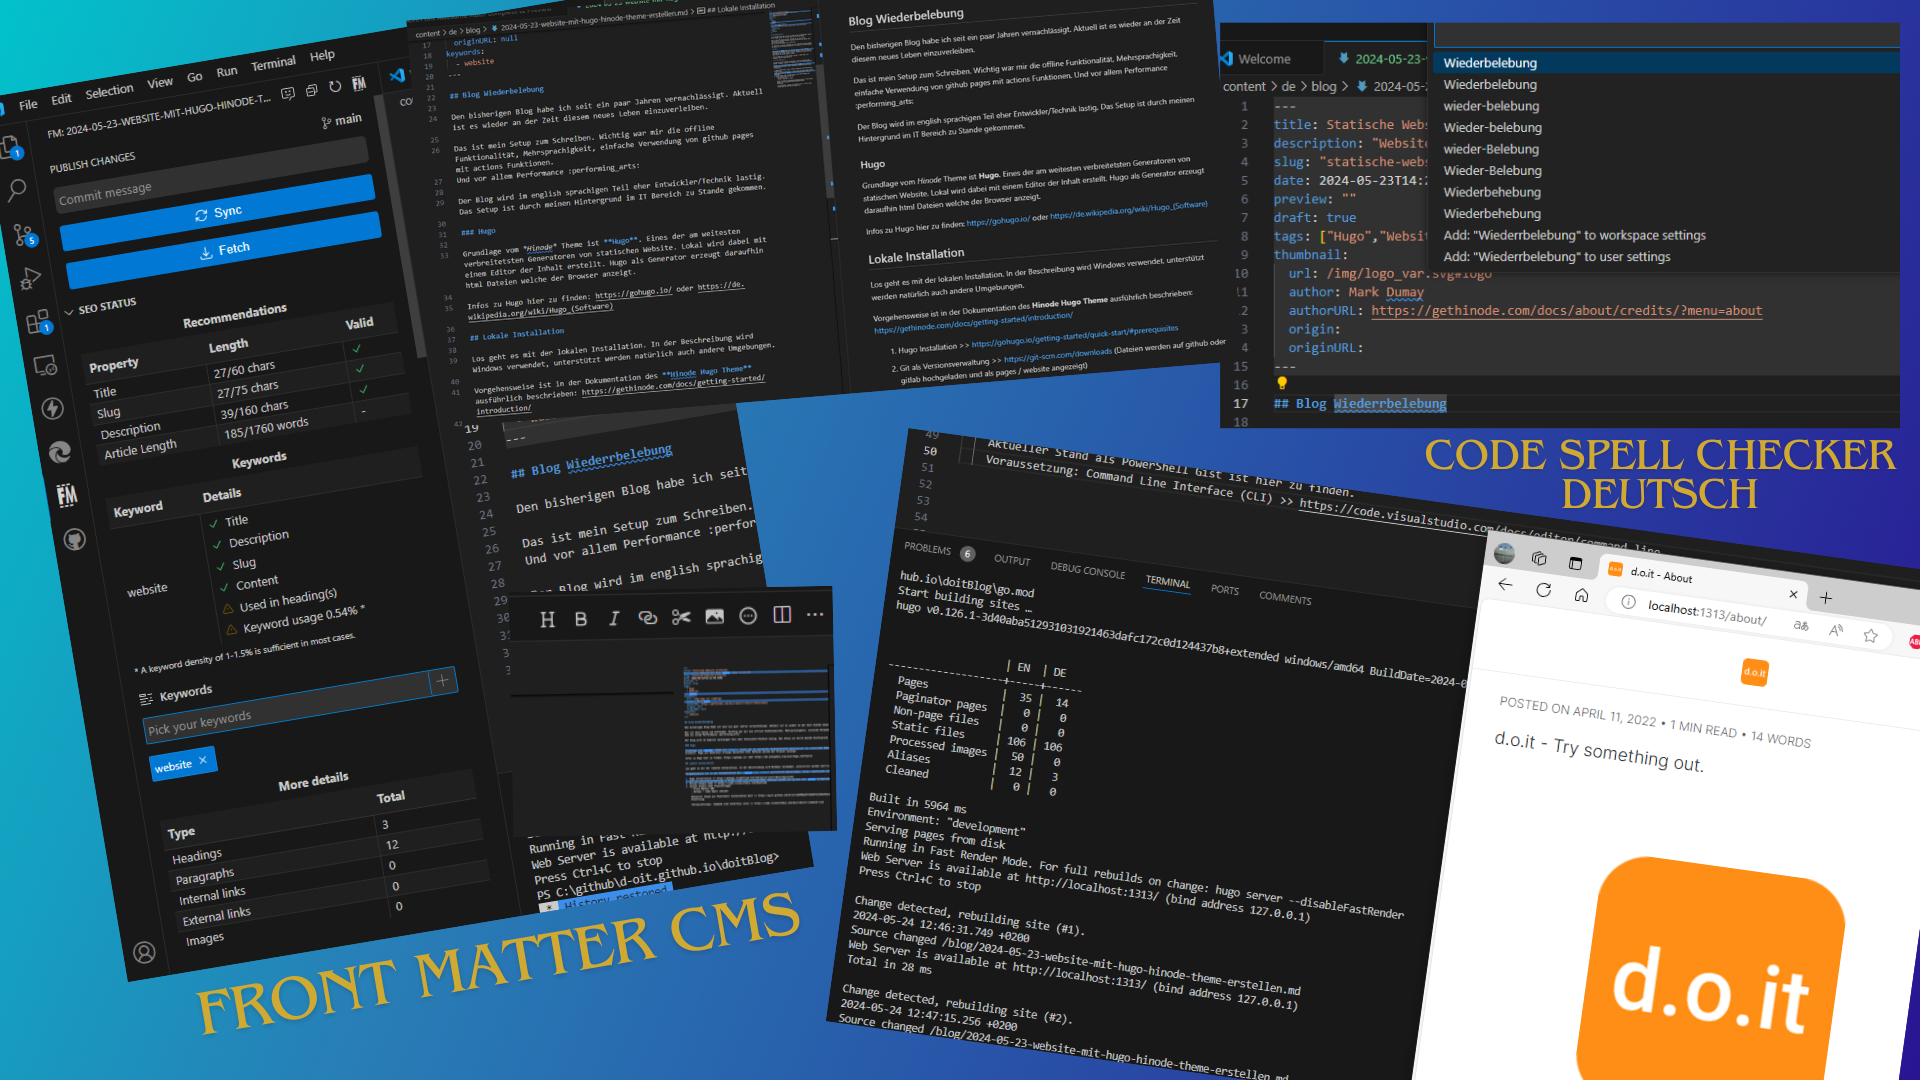 File Edit Selection View Go Run Terminal Help
FM: 2024-05-23-WEBSITE-MIT-HUGO-HINODE-T...
main
PUBLISH CHANGES
Commit message
Sync
Fetch
SEO STATUS
Recommendations
Property Length Valid
Title 27/60 chars
Slug 27/75 chars
Description 39/160 chars
Article Length 185/1760 words -
Keywords
Keyword Details
Title
Description
Slug
website Content
Used in heading(s)
Keyword usage 0.54% *
* A keyword density of 1-1.5% is sufficient in most cases.
Keywords
Pick your keywords
website
More details
Type Total
Headings 3
Paragraphs 12
Internal links 0
External links 0
Images 0
content > de > blog > 2024-05-23-website-mit-hugo-hinode-theme-erstellen.md > ## Lokale Installation
17 originURL: null
18 keywords:
19 - website
20 ---
21
22 ## Blog Wiederbelebung
23
24 Den bisherigen Blog habe ich seit ein paar Jahren vernachlässigt. Aktuell
ist es wieder an der Zeit diesem neues Leben einzuverleiben.
25
26 Das ist mein Setup zum Schreiben. Wichtig war mir die offline
Funktionalität, Mehrsprachigkeit, einfache Verwendung von github pages
mit actions Funktionen.
27 Und vor allem Performance :performing_arts:
28
29 Der Blog wird im english sprachigen Teil eher Entwickler/Technik lastig.
Das Setup ist durch meinen Hintergrund im IT Bereich zu Stande gekommen.
30
31 ### Hugo
32
33 Grundlage vom *Hinode* Theme ist **Hugo**. Eines der am weitesten
verbreitetsten Generatoren von statischen Website. Lokal wird dabei mit
einem Editor der Inhalt erstellt. Hugo als Generator erzeugt daraufhin
html Dateien welche der Browser anzeigt.
34
35 Infos zu Hugo hier zu finden: https://gohugo.io/ oder https://de.
wikipedia.org/wiki/Hugo_(Software)
36
37 ## Lokale Installation
38
39 Los geht es mit der lokalen Installation. In der Beschreibung wird
Windows verwendet, unterstützt werden natürlich auch andere Umgebungen.
40
41 Vorgehensweise ist in der Dokumentation des **Hinode Hugo Theme**
ausführlich beschrieben: https://gethinode.com/docs/getting-started/
introduction/
42
Blog Wiederbelebung
Den bisherigen Blog habe ich seit ein paar Jahren vernachlässigt. Aktuell ist es wieder an der Zeit
diesem neues Leben einzuverleiben.
Das ist mein Setup zum Schreiben. Wichtig war mir die offline Funktionalität, Mehrsprachigkeit,
einfache Verwendung von github pages mit actions Funktionen. Und vor allem Performance
:performing_arts:
Der Blog wird im english sprachigen Teil eher Entwickler/Technik lastig. Das Setup ist durch meinen
Hintergrund im IT Bereich zu Stande gekommen.
Hugo
Grundlage vom Hinode Theme ist Hugo. Eines der am weitesten verbreitetsten Generatoren von
statischen Website. Lokal wird dabei mit einem Editor der Inhalt erstellt. Hugo als Generator erzeugt
daraufhin html Dateien welche der Browser anzeigt.
Infos zu Hugo hier zu finden: https://gohugo.io/ oder https://de.wikipedia.org/wiki/Hugo_(Software)
Lokale Installation
Los geht es mit der lokalen Installation. In der Beschreibung wird Windows verwendet, unterstützt
werden natürlich auch andere Umgebungen.
Vorgehensweise ist in der Dokumentation des Hinode Hugo Theme ausführlich beschrieben:
https://gethinode.com/docs/getting-started/introduction/
1. Hugo Installation >> https://gohugo.io/getting-started/quick-start/#prerequisites
2. Git als Versionsverwaltung >> https://git-scm.com/downloads (Dateien werden auf github oder
gitlab hochgeladen und als pages / website angezeigt)
Welcome 2024-05-23-
content > de > blog > 2024-05-23-
1 ---
2 title: Statische Webs
3 description: "Website
4 slug: "statische-webs
5 date: 2024-05-23T14:2
6 preview: ""
7 draft: true
8 tags: ["Hugo","Websit
9 thumbnail:
10 url: /img/logo_var.svg#logo
11 author: Mark Dumay
2 authorURL: https://gethinode.com/docs/about/credits/?menu=about
3 origin:
4 originURL:
15 ---
16
17 ## Blog Wiederrbelebung
18
Wiederbelebung
Wiederbelebung
wieder-belebung
Wieder-belebung
wieder-Belebung
Wieder-Belebung
Wiederbehebung
Wiederbehebung
Add: "Wiederrbelebung" to workspace settings
Add: "Wiederrbelebung" to user settings
CODE SPELL CHECKER
DEUTSCH
19
20 ---
21
22 ## Blog Wiederrbelebung
23
24 Den bisherigen Blog habe ich seit
25
26 Das ist mein Setup zum Schreiben.
27 Und vor allem Performance :perfor
28
29 Der Blog wird im english sprachig
30
H B I
Running in Fast R
Web Server is available at http://
Press Ctrl+C to stop
PS C:\github\d-oit.github.io\doitBlog>
* History restored
FRONT MATTER CMS
49
50 Aktueller Stand als PowerShell Gist ist hier zu finden.
51 Voraussetzung: Command Line Interface (CLI) >> https://code.visualstudio.com/docs/editor/command-line
52
53
54
PROBLEMS 6 OUTPUT DEBUG CONSOLE TERMINAL PORTS COMMENTS
hub.io\doitBlog\go.mod
Start building sites …
hugo v0.126.1-3d40aba512931031921463dafc172c0d124437b8+extended windows/amd64 BuildDate=2024-0
| EN | DE
-------------------+-----+------
Pages | 35 | 14
Paginator pages | 0 | 0
Non-page files | 0 | 0
Static files | 106 | 106
Processed images | 50 | 0
Aliases | 12 | 3
Cleaned | 0 | 0
Built in 5964 ms
Environment: "development"
Serving pages from disk
Running in Fast Render Mode. For full rebuilds on change: hugo server --disableFastRender
Web Server is available at http://localhost:1313/ (bind address 127.0.0.1)
Press Ctrl+C to stop
Change detected, rebuilding site (#1).
2024-05-24 12:46:31.749 +0200
Source changed /blog/2024-05-23-website-mit-hugo-hinode-theme-erstellen.md
Web Server is available at http://localhost:1313/ (bind address 127.0.0.1)
Total in 28 ms
Change detected, rebuilding site (#2).
2024-05-24 12:47:15.256 +0200
Source changed /blog/2024-05-23-website-mit-hugo-hinode-theme-erstellen.md
d.o.it - About
localhost:1313/about/
d.o.it
POSTED ON APRIL 11, 2022 • 1 MIN READ • 14 WORDS
d.o.it - Try something out.
d.o.it